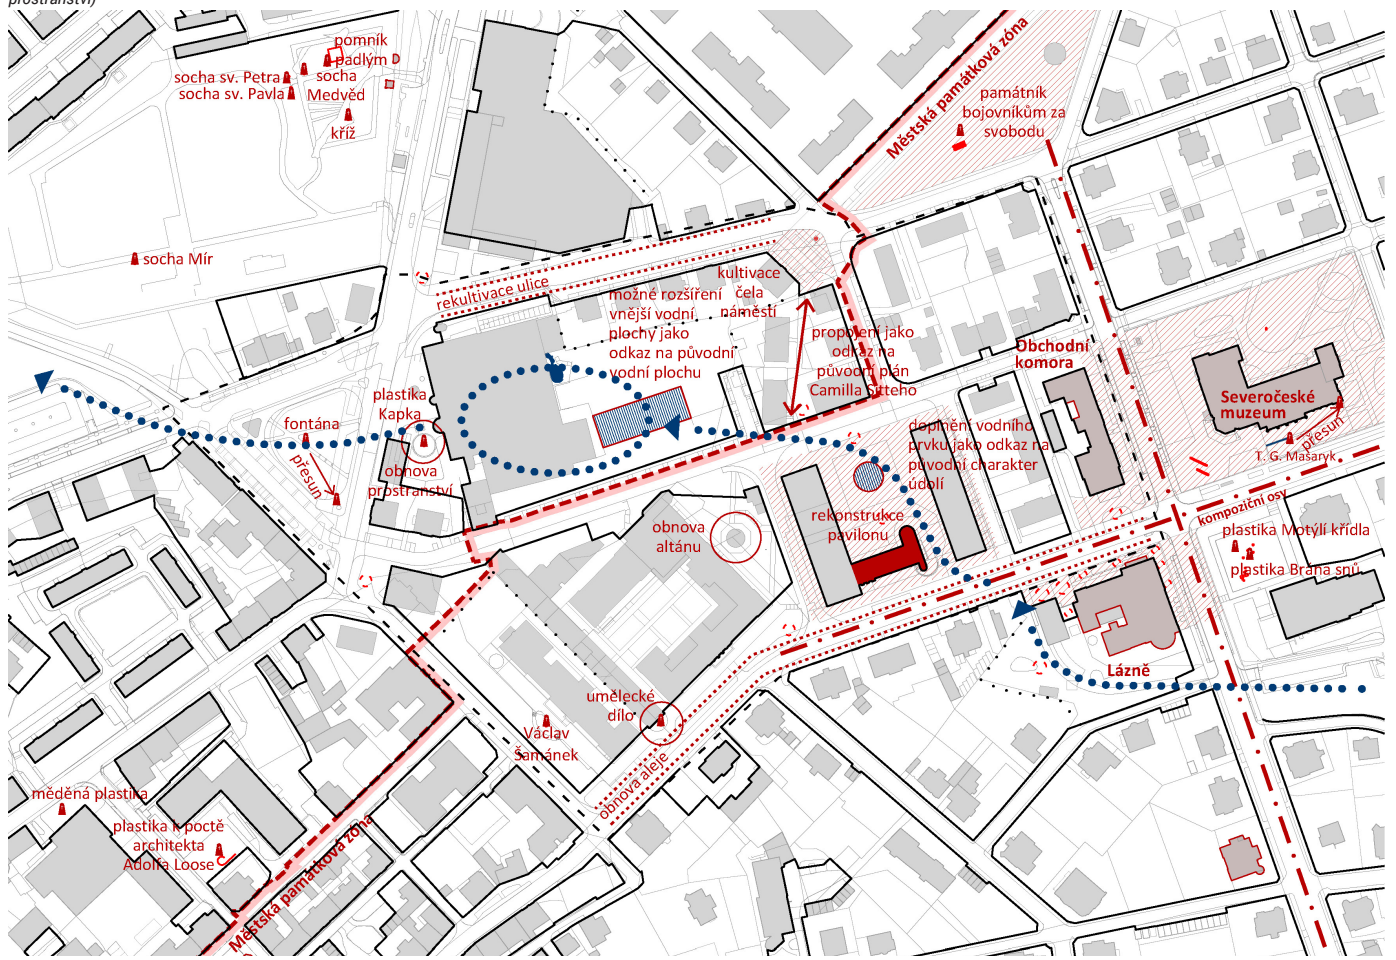 prostranství)
pomník
padlým
socha sv. Petra
socha
Medvěd
socha sv. Pavla
kříž
Městská památková zóna
památník
bojovníkům za
svobodu
socha Mír
rekultivace ulice
možné rozšíření
vnější vodní
plochy jako
odkaz na původní
vodní plochu
kultivace
čela
náměstí
propojení jako
odkaz na
původní plán
Camilla Sitteho
Obchodní
komora
Severočeské
muzeum
přesun
T. G. Masaryk
plastika
Kapka
fontána
přesun
obnova
prostranství
doplnění vodního
prvku jako odkaz na
původní charakter
údolí
rekonstrukce
pavilonu
obnova
altánu
kompoziční osy
plastika Motýlí křídla
plastika Brána snů
Lázně
umělecké
dílo
Václav
Šamánek
obnova aleje
měděná plastika
plastika k poctě
architekta
Adolfa Loose
Městská památková zóna